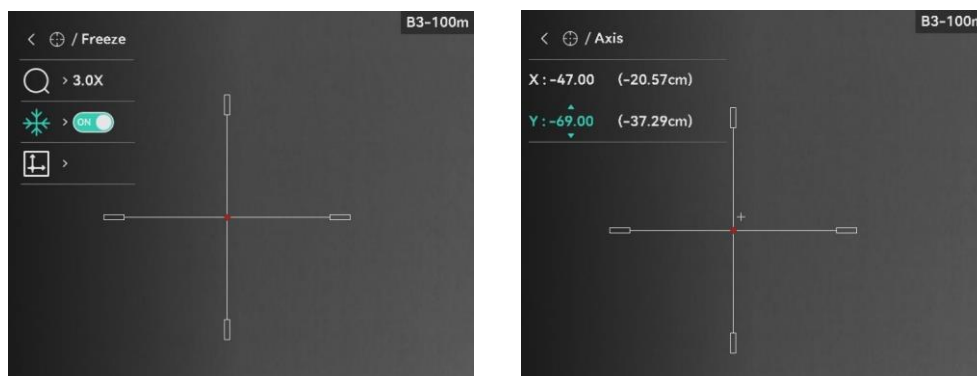 B3-100m
< / Freeze
> 3.0X
> ON
>
B3-100m
< / Axis
X : -47.00 (-20.57cm)
Y : -69.00 (-37.29cm)